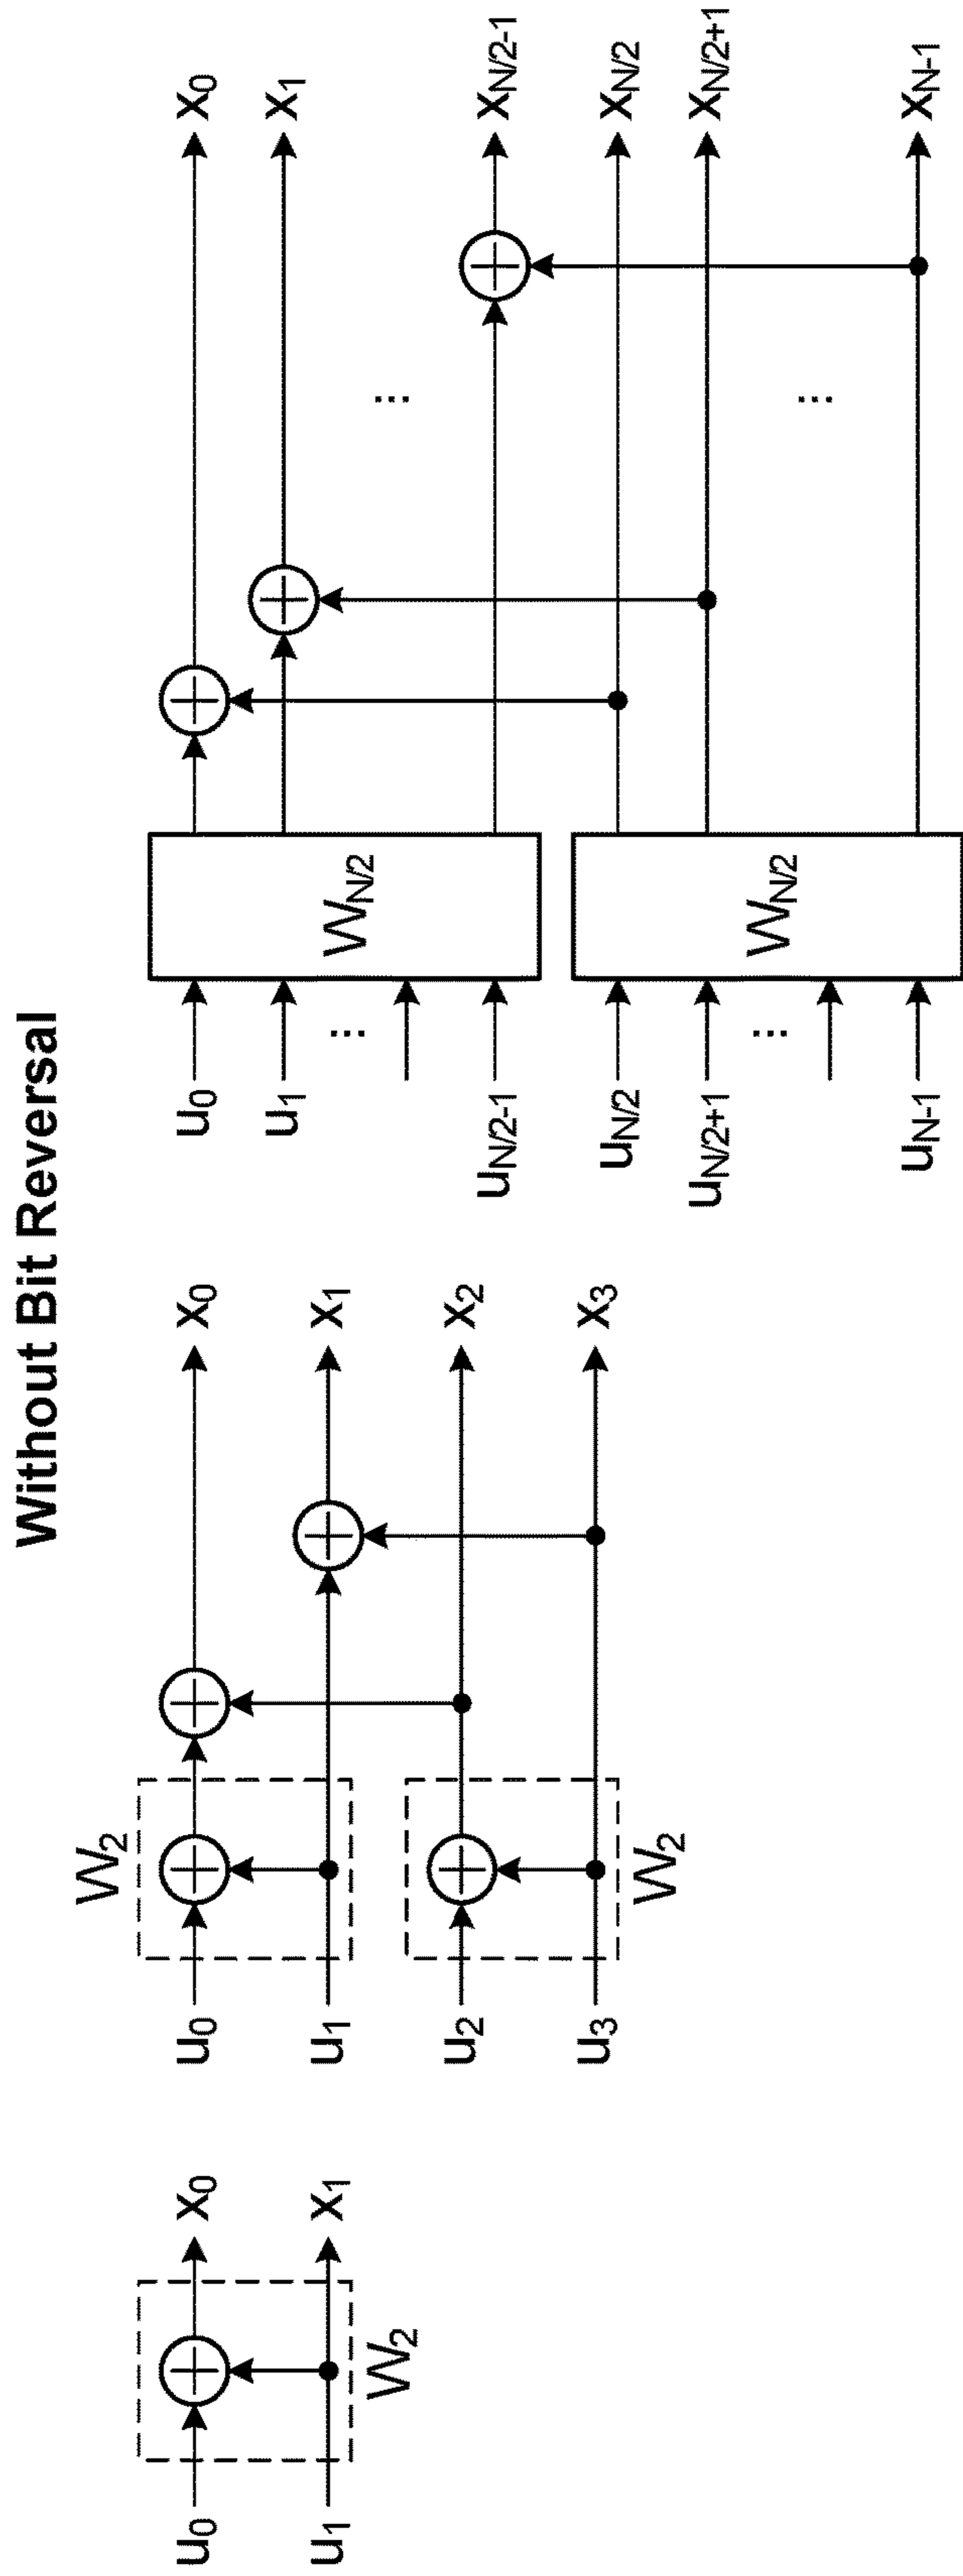 Without Bit Reversal
u0
x0
u1
x1
W2
W2
u0
x0
u1
x1
u2
x2
u3
x3
W2
u0
x0
u1
x1
...
...
WN/2
uN/2-1
xN/2-1
uN/2
xN/2
uN/2+1
xN/2+1
...
...
WN/2
uN-1
xN-1